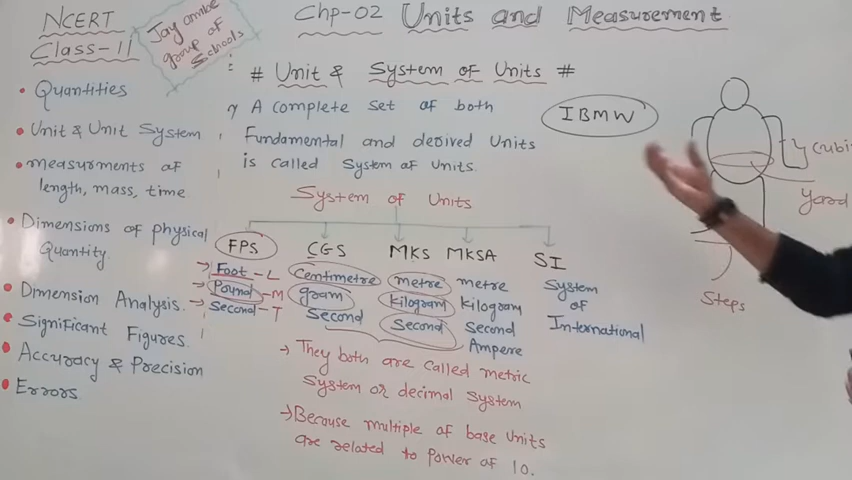 NCERT
Class-11
Jay ambe
group of
Schools
Chp-02 Units and Measurement
• Quantities
• Unit & Unit System
• measurments of
length, mass, time
• Dimensions of physical
Quantity
• Dimension Analysis.
• Significant Figures
• Accuracy & Precision
• Errors
# Unit & System of Units #
A complete set of both
Fundamental and derived Units
is called System of Units.
System of Units
FPS
→ Foot - L
→ Pound - M
→ Second - T
CGS
centimetre
gram
Second
MKS
metre
kilogram
Second
MKSA
metre
kilogram
Second
Ampere
SI
System
of
International
→ They both are called metric
System or decimal system
→ Because multiple of base units
are related to Power of 10.
IBMW
Yard
Steps